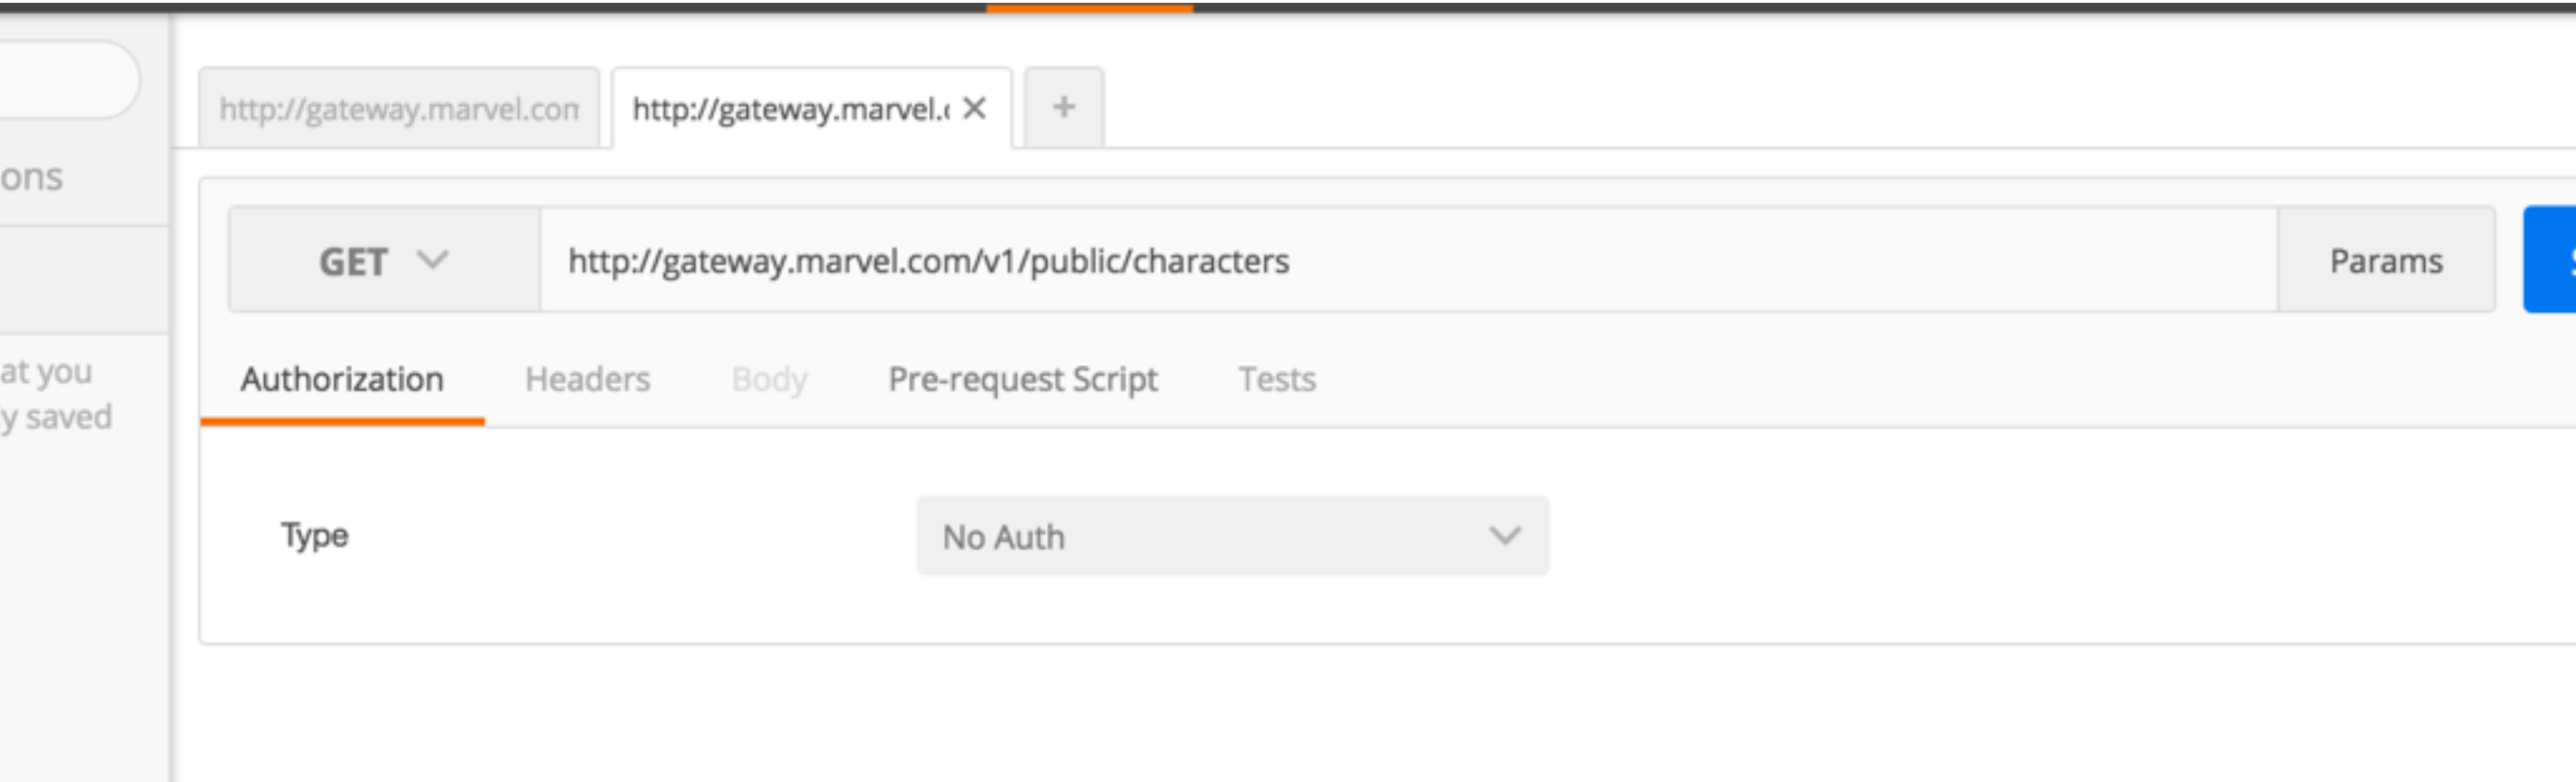 http://gateway.marvel.com
http://gateway.marvel.
+
ons
GET
http://gateway.marvel.com/v1/public/characters
Params
Authorization
Headers
Body
Pre-request Script
Tests
at you
y saved
Type
No Auth